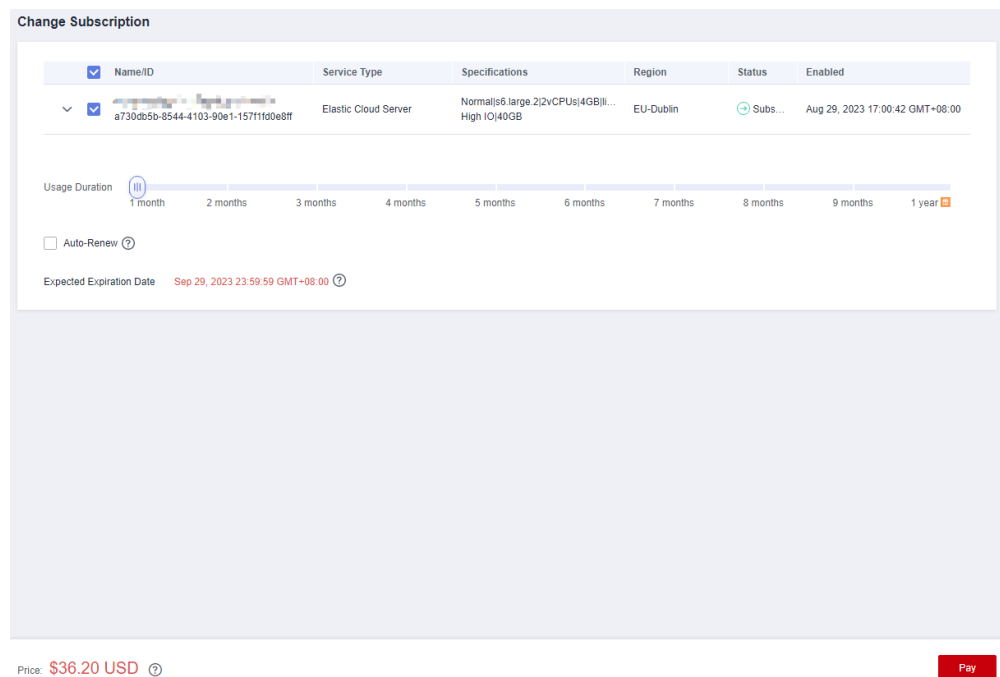 Change Subscription
Name/ID Service Type Specifications Region Status Enabled
Normal|s6.large.2|2vCPUs|4GB|li...
a730db5b-8544-4103-90e1-157f1fd0e8ff Elastic Cloud Server High IO|40GB EU-Dublin Subs... Aug 29, 2023 17:00:42 GMT+08:00
Usage Duration
1 month 2 months 3 months 4 months 5 months 6 months 7 months 8 months 9 months 1 year
Auto-Renew ?
Expected Expiration Date Sep 29, 2023 23:59:59 GMT+08:00 ?
Price: $36.20 USD ? Pay